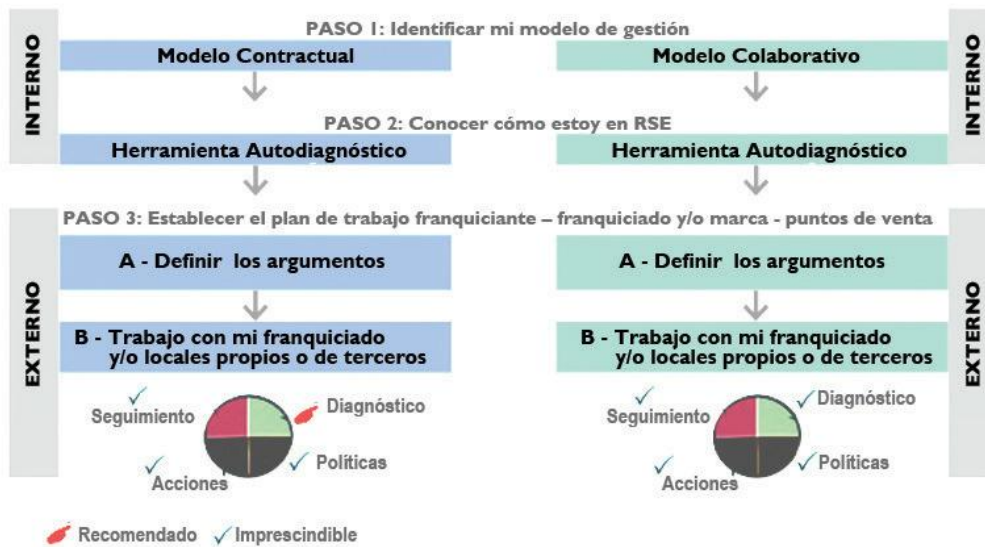 PASO 1: Identificar mi modelo de gestión
INTERNO
Modelo Contractual
Modelo Colaborativo
INTERNO
PASO 2: Conocer cómo estoy en RSE
Herramienta Autodiagnóstico
Herramienta Autodiagnóstico
PASO 3: Establecer el plan de trabajo franquiciante – franquiciado y/o marca - puntos de venta
EXTERNO
A - Definir los argumentos
A - Definir los argumentos
EXTERNO
B - Trabajo con mi franquiciado
y/o locales propios o de terceros
B - Trabajo con mi franquiciado
y/o locales propios o de terceros
Seguimiento
Diagnóstico
Acciones
Políticas
Seguimiento
Diagnóstico
Acciones
Políticas
Recomendado
Imprescindible